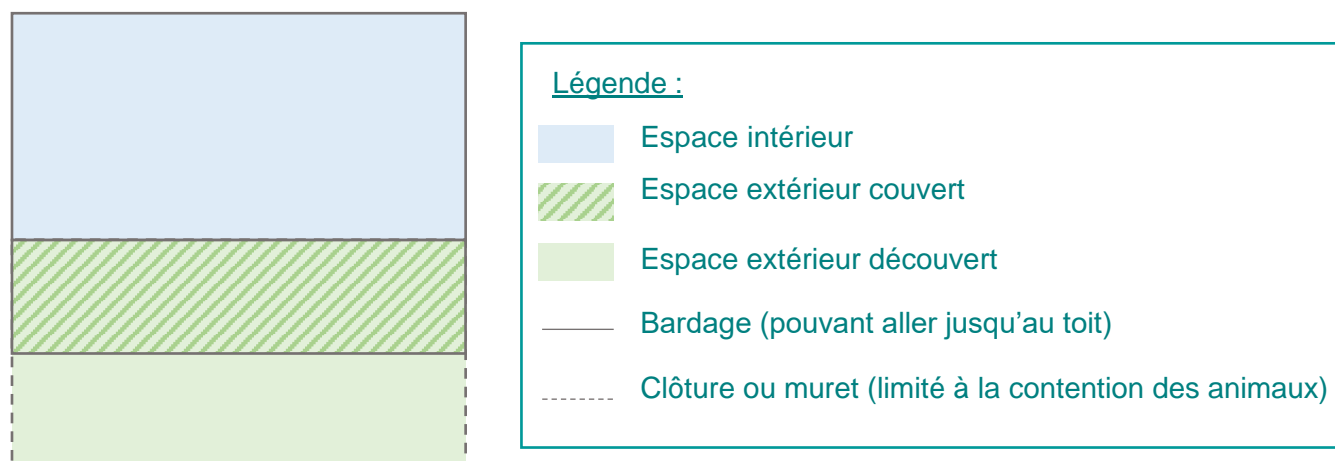 Légende :
Espace intérieur
Espace extérieur couvert
Espace extérieur découvert
Bardage (pouvant aller jusqu’au toit)
Clôture ou muret (limité à la contention des animaux)